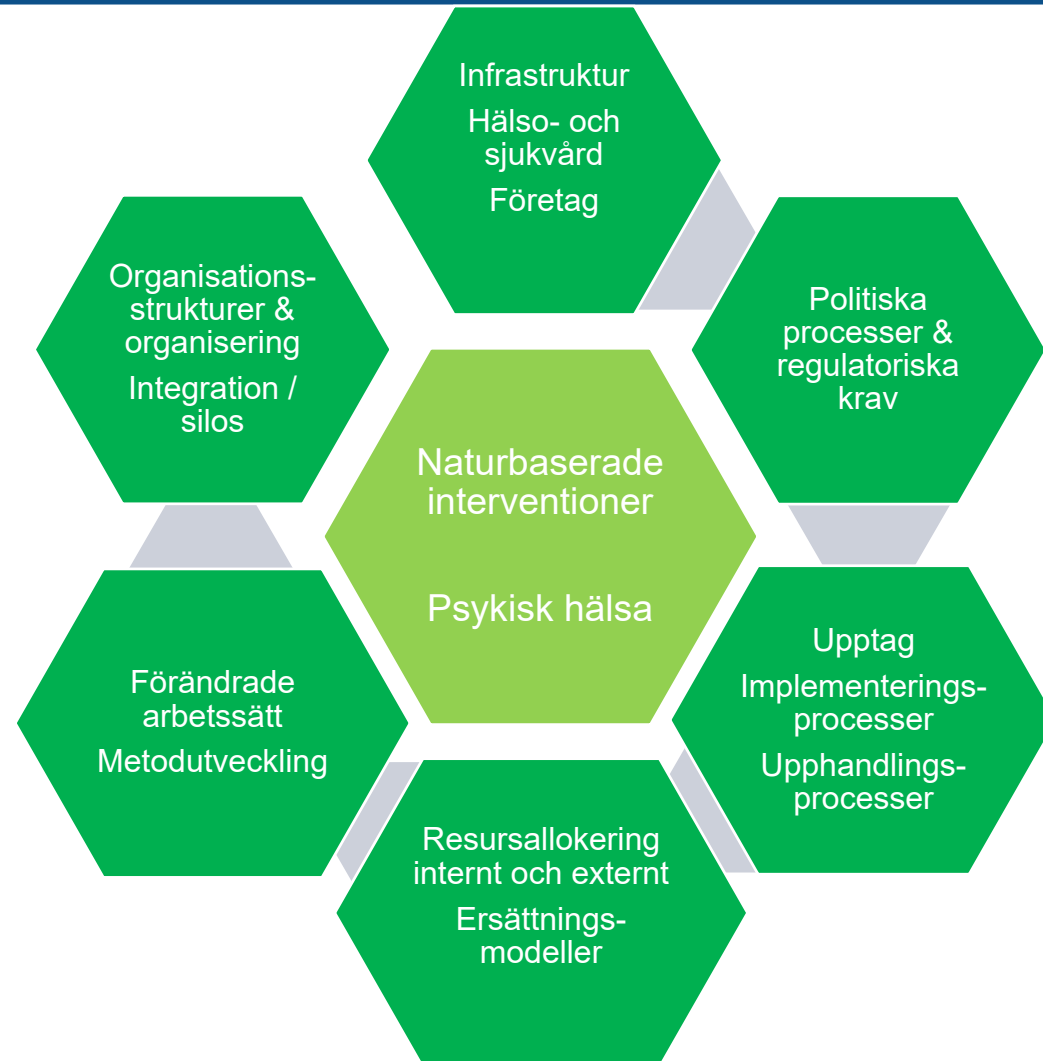 Infrastruktur
Hälso- och
sjukvård
Företag
Politiska
processer &
regulatoriska
krav
Upptag
Implementerings-
processer
Upphandlings-
processer
Resursallokering
internt och externt
Ersättnings-
modeller
Förändrade
arbetssätt
Metodutveckling
Organisations-
strukturer &
organisering
Integration /
silos
Naturbaserade
interventioner
Psykisk hälsa